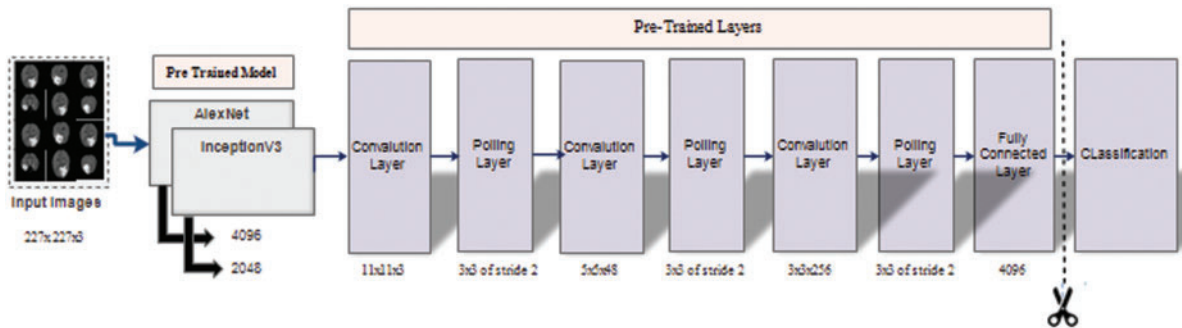 Pre-Trained Layers
Pre Trained Model
AlexNet
InceptionV3
Input Images
227x227x3
4096
2048
Convalution
Layer
11x11x3
Polling
Layer
3x3 of stride 2
Convalution
Layer
5x5x48
Polling
Layer
3x3 of stride 2
Convalution
Layer
3x3x256
Polling
Layer
3x3 of stride 2
Fully
Connected
Layer
4096
CLassification